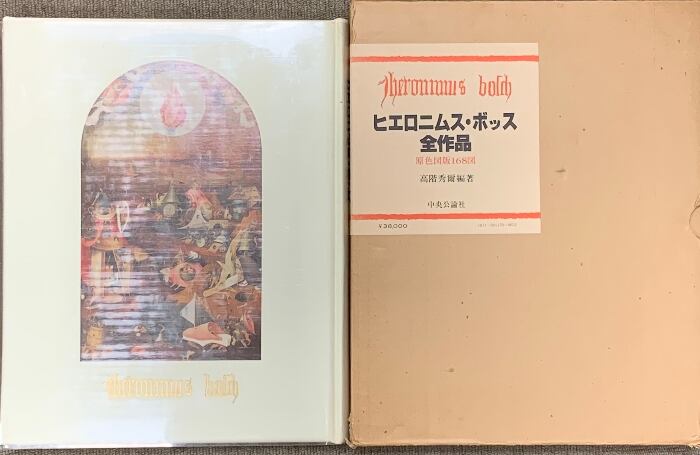 Jheronimus bosch
Jheronimus bosch
ヒエロニムス・ボッス
全作品
原色図版168図
高階秀爾編著
中央公論社
¥38,000